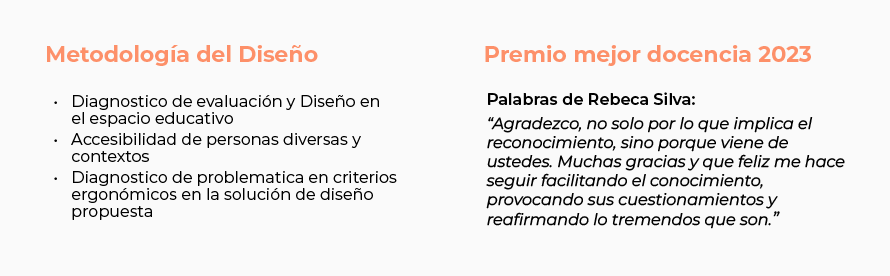 Metodología del Diseño
• Diagnostico de evaluación y Diseño en
el espacio educativo
• Accesibilidad de personas diversas y
contextos
• Diagnostico de problematica en criterios
ergonómicos en la solución de diseño
propuesta
Premio mejor docencia 2023
Palabras de Rebeca Silva:
“Agradezco, no solo por lo que implica el
reconocimiento, sino porque viene de
ustedes. Muchas gracias y que feliz me hace
seguir facilitando el conocimiento,
provocando sus cuestionamientos y
reafirmando lo tremendos que son.”